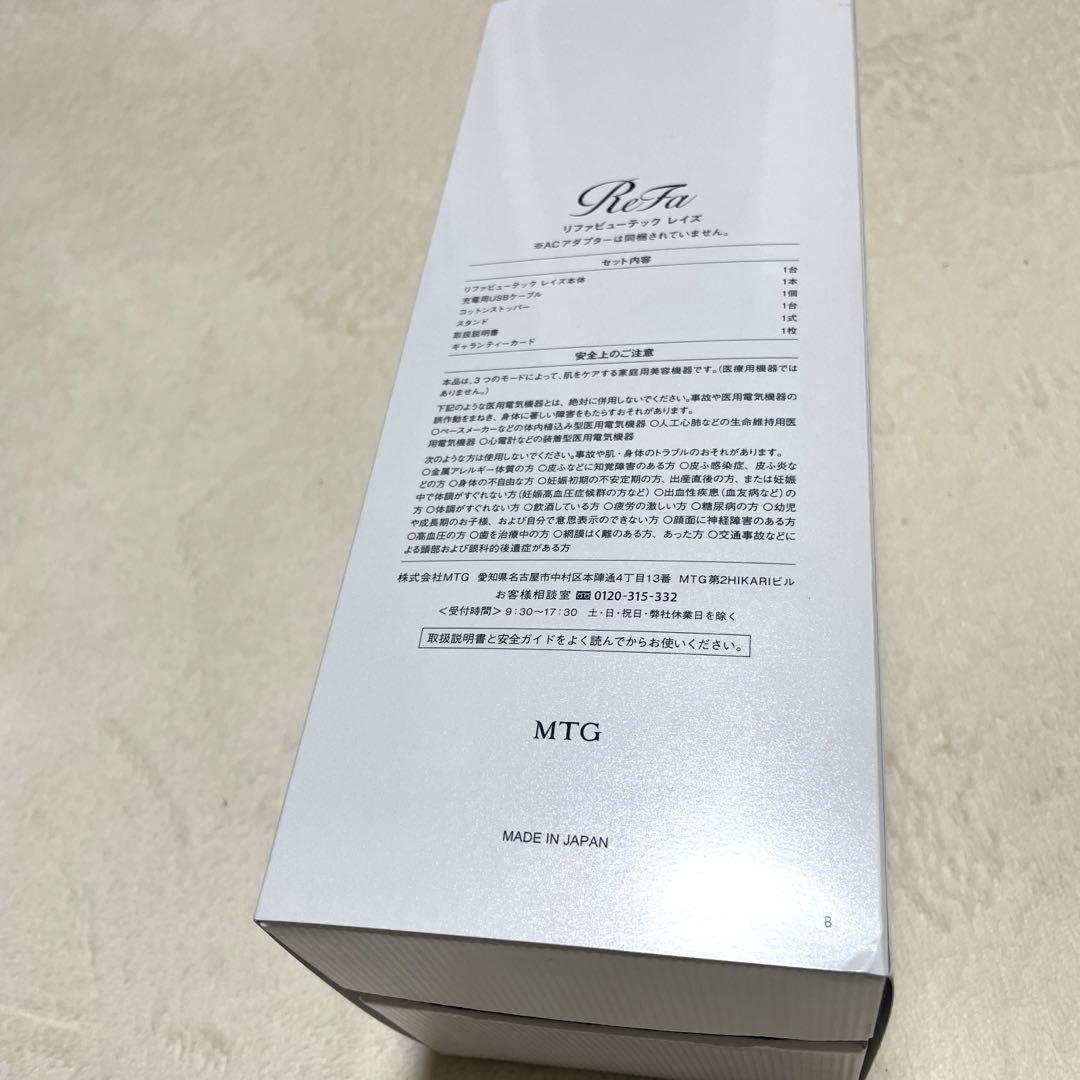 ReFa
リファビューテック レイズ
※ACアダプターは同梱されていません。
セット内容
リファビューテック レイズ本体 1台
充電用USBケーブル 1本
コットンストッパー 1個
スタンド 1台
取扱説明書 1式
ギャランティーカード 1枚
安全上のご注意
本品は、3つのモードによって、肌をケアする家庭用美容機器です。(医療用機器では
ありません。)
下記のような医用電気機器とは、絶対に併用しないでください。事故や医用電気機器の
誤作動をまねき、身体に著しい障害をもたらすおそれがあります。
○ペースメーカーなどの体内植込み型医用電気機器 ○人工心肺などの生命維持用医
用電気機器 ○心電計などの装着型医用電気機器
次のような方は使用しないでください。事故や肌・身体のトラブルのおそれがあります。
○金属アレルギー体質の方 ○皮ふなどに知覚障害のある方 ○皮ふ感染症、皮ふ炎な
どの方 ○身体の不自由な方 ○妊娠初期の不安定期の方、出産直後の方、または妊娠
中で体調がすぐれない方(妊娠高血圧症候群の方など) ○出血性疾患(血友病など)の
方 ○体調がすぐれない方 ○飲酒している方 ○疲労の激しい方 ○糖尿病の方 ○幼児
や成長期のお子様、および自分で意思表示のできない方 ○顔面に神経障害のある方
○高血圧の方 ○歯を治療中の方 ○網膜はく離のある方、あった方 ○交通事故などに
よる頭部および眼科的後遺症がある方
株式会社MTG 愛知県名古屋市中村区本陣通4丁目13番 MTG第2HIKARIビル
お客様相談室 0120-315-332
<受付時間> 9:30~17:30 土・日・祝日・弊社休業日を除く
取扱説明書と安全ガイドをよく読んでからお使いください。
MTG
MADE IN JAPAN
B